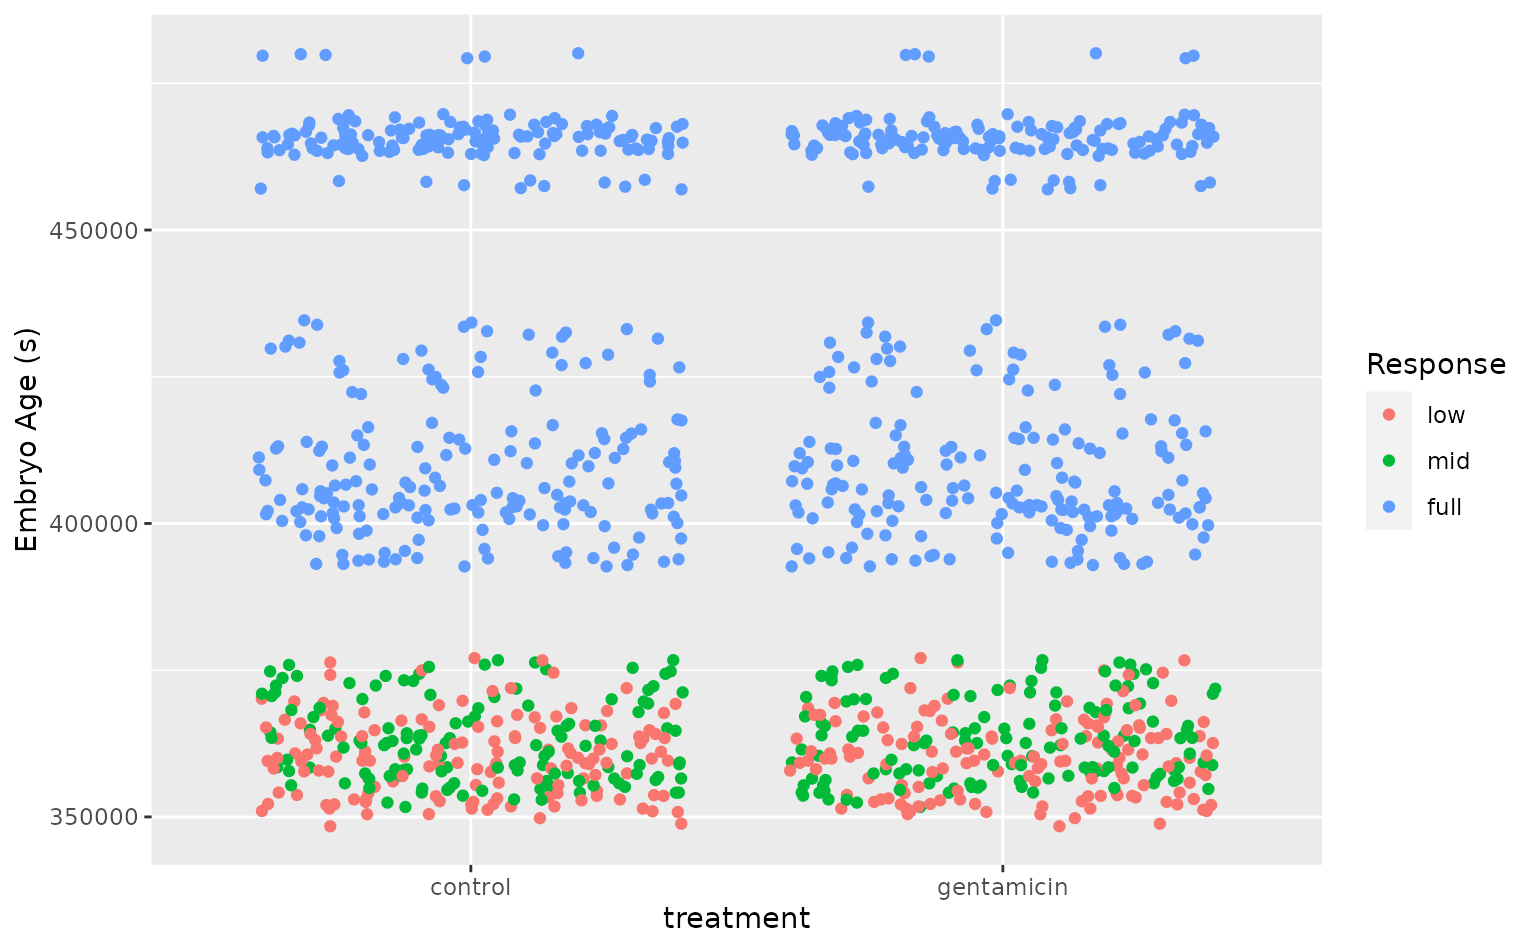 Embryo Age (s)
450000
400000
350000
control
gentamicin
treatment
Response
low
mid
full